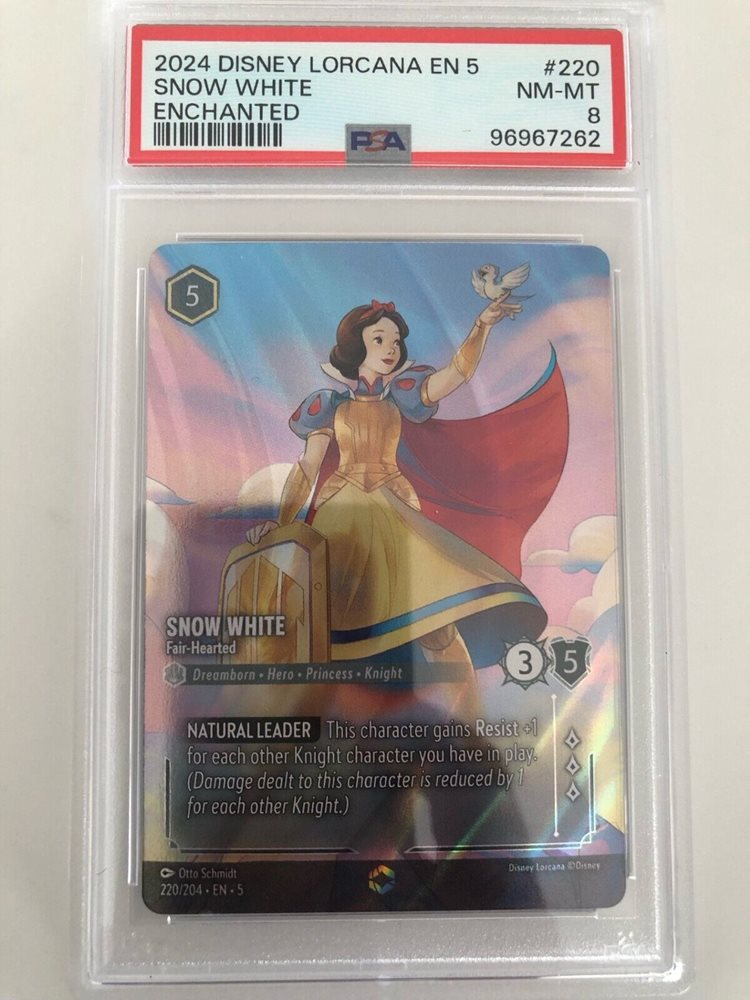 2024 DISNEY LORCANA EN 5 #220
SNOW WHITE NM-MT
ENCHANTED 8
PSA 96967262
5
SNOW WHITE
Fair-Hearted
Dreamborn • Hero • Princess • Knight
3 5
NATURAL LEADER This character gains Resist +1
for each other Knight character you have in play.
(Damage dealt to this character is reduced by 1
for each other Knight.)
Otto Schmidt Disney Lorcana ©Disney
220/204 • EN • 5